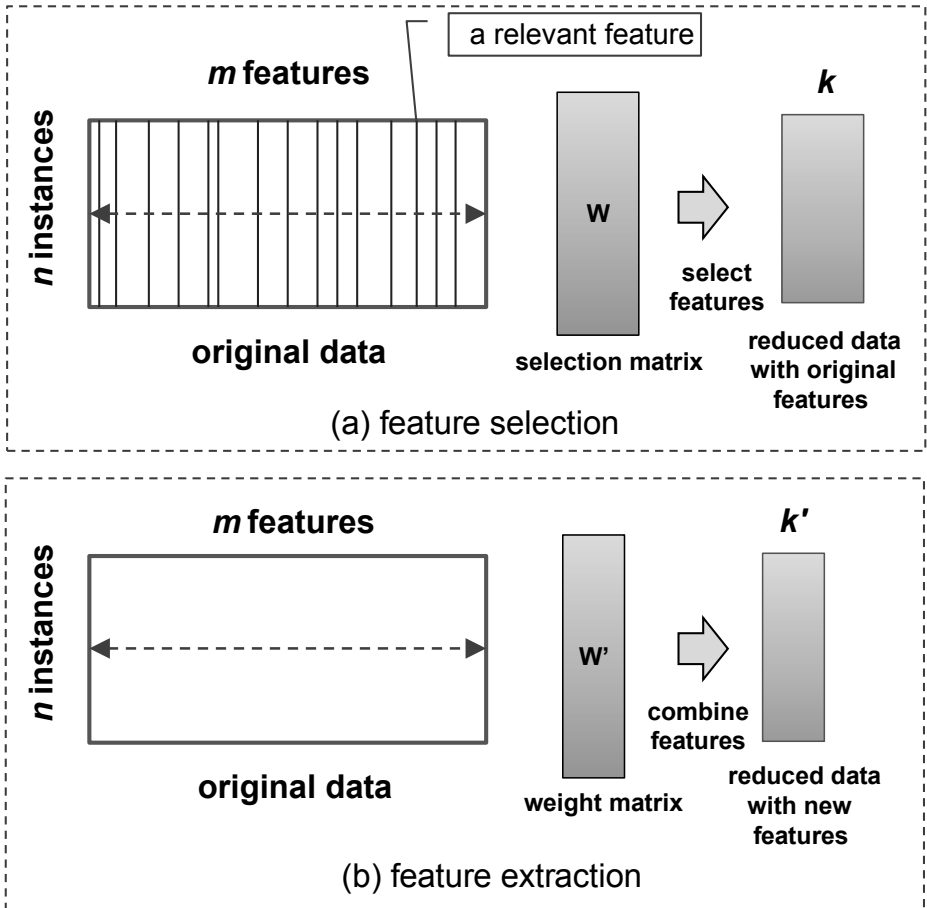 a relevant feature
m features
k
n instances
W
select
features
original data
selection matrix
reduced data
with original
features
(a) feature selection
m features
k'
n instances
W’
combine
features
original data
weight matrix
reduced data
with new
features
(b) feature extraction